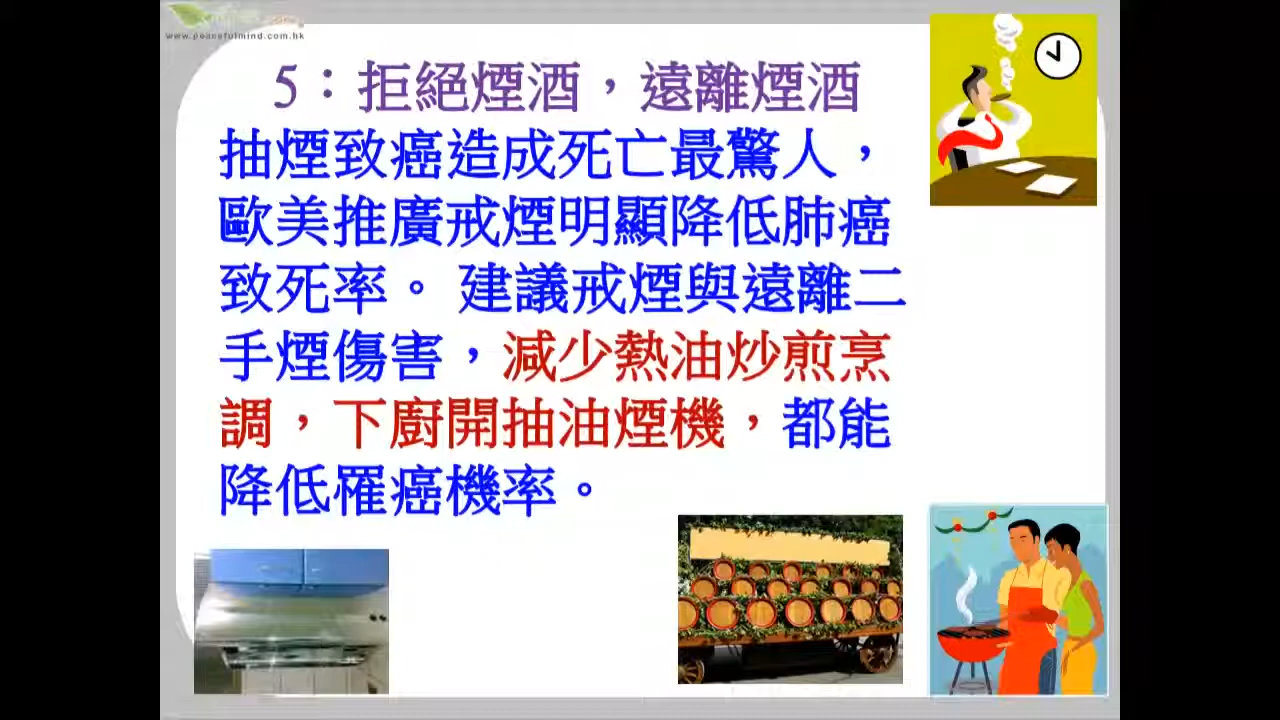 www.peacefulmind.com.hk
5：拒絕煙酒，遠離煙酒
抽煙致癌造成死亡最驚人，
歐美推廣戒煙明顯降低肺癌
致死率。 建議戒煙與遠離二
手煙傷害，減少熱油炒煎烹
調，下廚開抽油煙機，都能
降低罹癌機率。